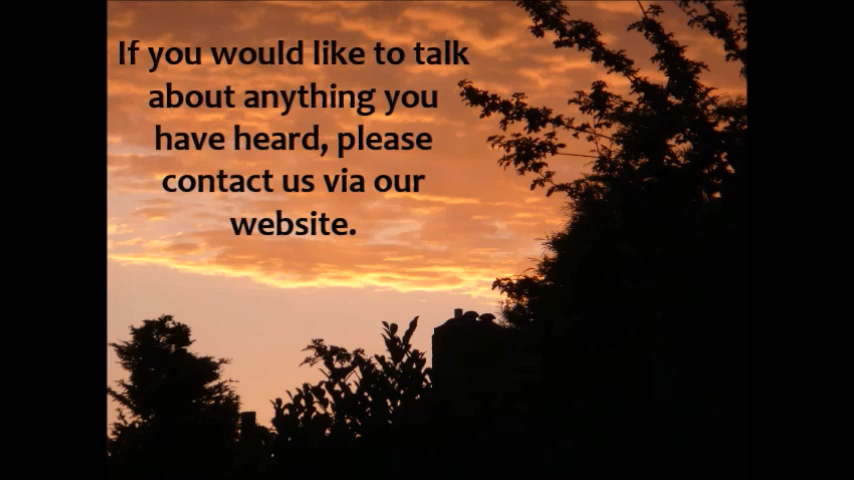 If you would like to talk
about anything you
have heard, please
contact us via our
website.